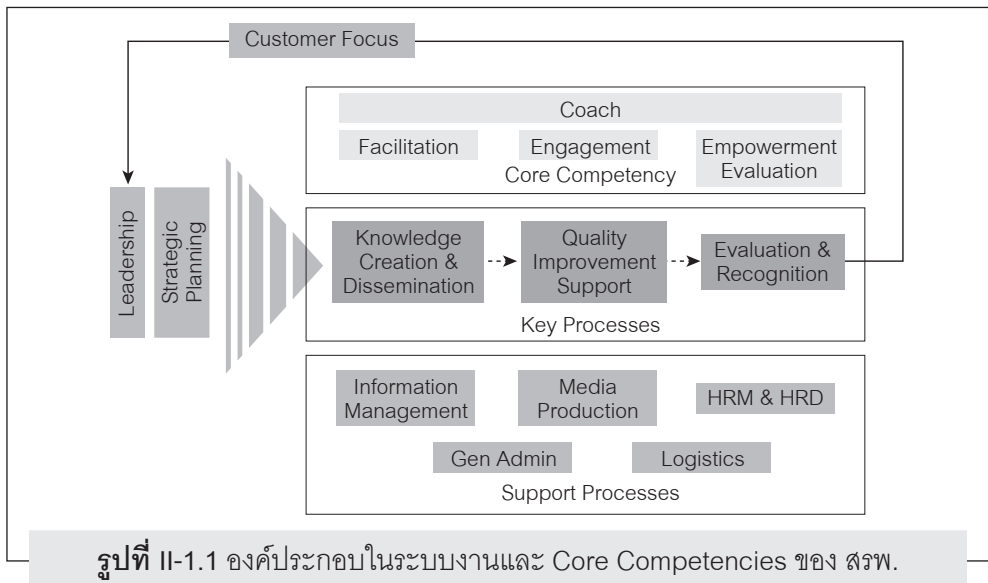 Customer Focus
Coach
Facilitation
Engagement
Empowerment
Evaluation
Core Competency
Leadership
Strategic
Planning
Knowledge
Creation &
Dissemination
Quality
Improvement
Support
Evaluation &
Recognition
Key Processes
Information
Management
Media
Production
HRM & HRD
Gen Admin
Logistics
Support Processes
รูปที่ II-1.1 องค์ประกอบในระบบงานและ Core Competencies ของ สรพ.